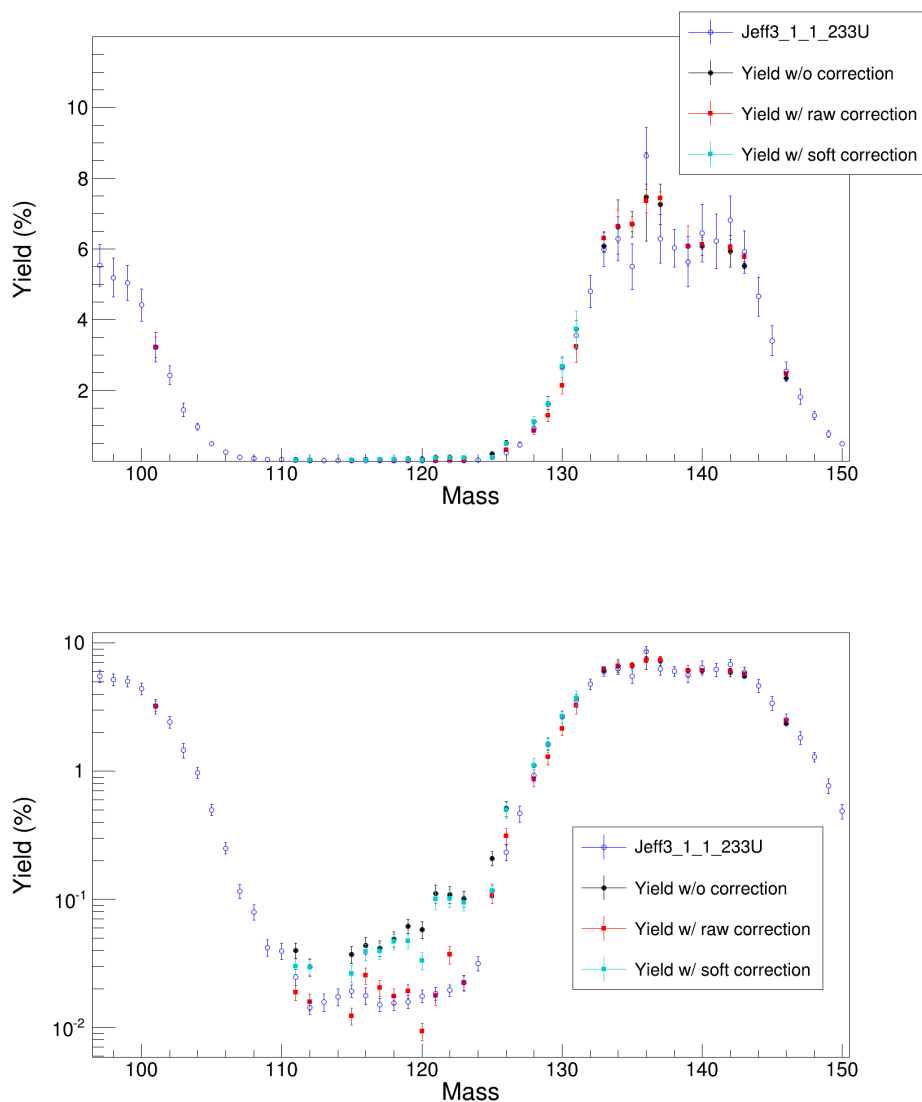 Jeff3_1_1_233U
Yield w/o correction
Yield w/ raw correction
Yield w/ soft correction
Yield (%)
10
8
6
4
2
100 110 120 130 140 150
Mass
Yield (%)
10
1
10^-1
10^-2
Jeff3_1_1_233U
Yield w/o correction
Yield w/ raw correction
Yield w/ soft correction
100 110 120 130 140 150
Mass